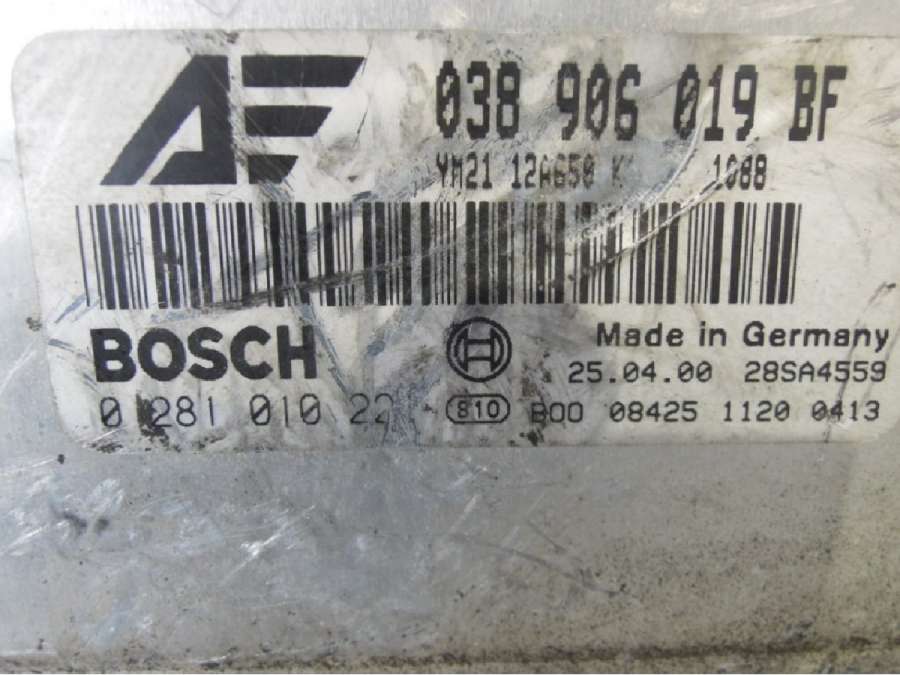 AE 038 906 019 BF
YM21 12A650 K 1088
BOSCH Made in Germany
25.04.00 28SA4559
0 281 010 810 B00 08425 1120 0413